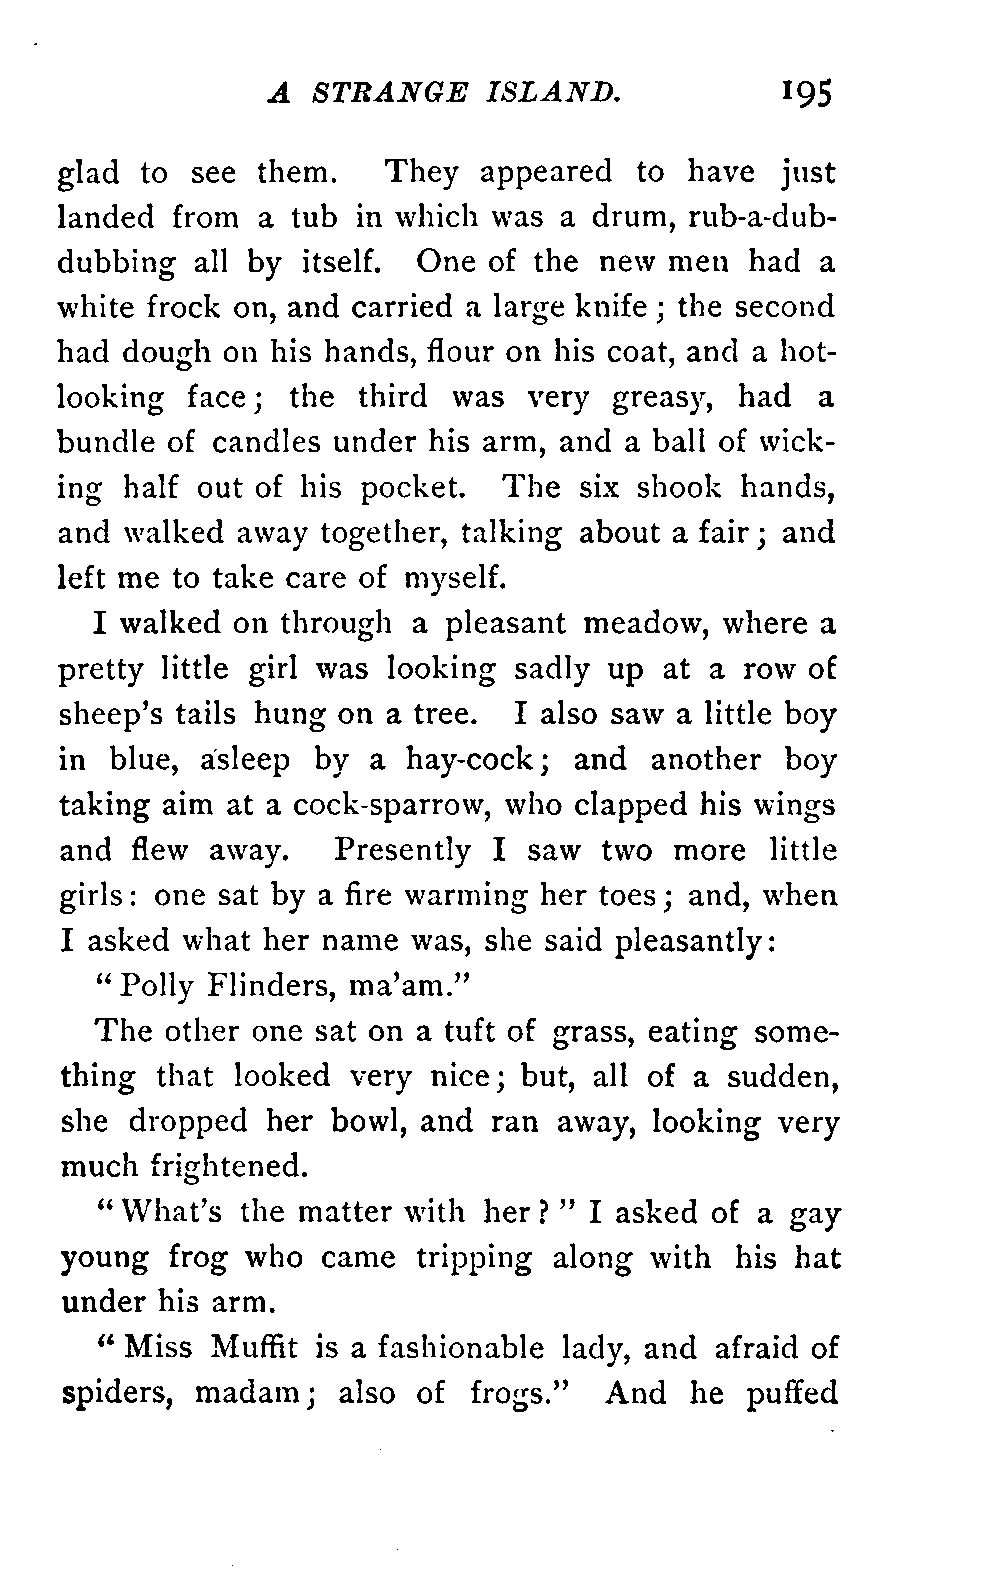 A STRANGE ISLAND. 195
glad to see them. They appeared to have just
landed from a tub in which was a drum, rub-a-dub-
dubbing all by itself. One of the new men had a
white frock on, and carried a large knife ; the second
had dough on his hands, flour on his coat, and a hot-
looking face ; the third was very greasy, had a
bundle of candles under his arm, and a ball of wick-
ing half out of his pocket. The six shook hands,
and walked away together, talking about a fair ; and
left me to take care of myself.
I walked on through a pleasant meadow, where a
pretty little girl was looking sadly up at a row of
sheep's tails hung on a tree. I also saw a little boy
in blue, asleep by a hay-cock ; and another boy
taking aim at a cock-sparrow, who clapped his wings
and flew away. Presently I saw two more little
girls : one sat by a fire warming her toes ; and, when
I asked what her name was, she said pleasantly :
" Polly Flinders, ma'am."
The other one sat on a tuft of grass, eating some-
thing that looked very nice ; but, all of a sudden,
she dropped her bowl, and ran away, looking very
much frightened.
" What's the matter with her ? " I asked of a gay
young frog who came tripping along with his hat
under his arm.
" Miss Muffit is a fashionable lady, and afraid of
spiders, madam ; also of frogs." And he puffed